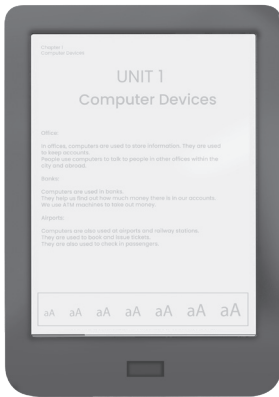 Chapter 1
Computer Devices
UNIT 1
Computer Devices
Office:
In offices, computers are used to store information. They are used
to keep accounts.
People use computers to talk to people in other offices within the
city and abroad.
Computers are used in banks.
They help us find out how much money there is in our accounts.
We use ATM machines to take out money.
Airports:
Computers are also used at airports and railway stations.
They are used to book and issue tickets.
They are also used to check in passengers.
aA aA aA aA aA aA aA